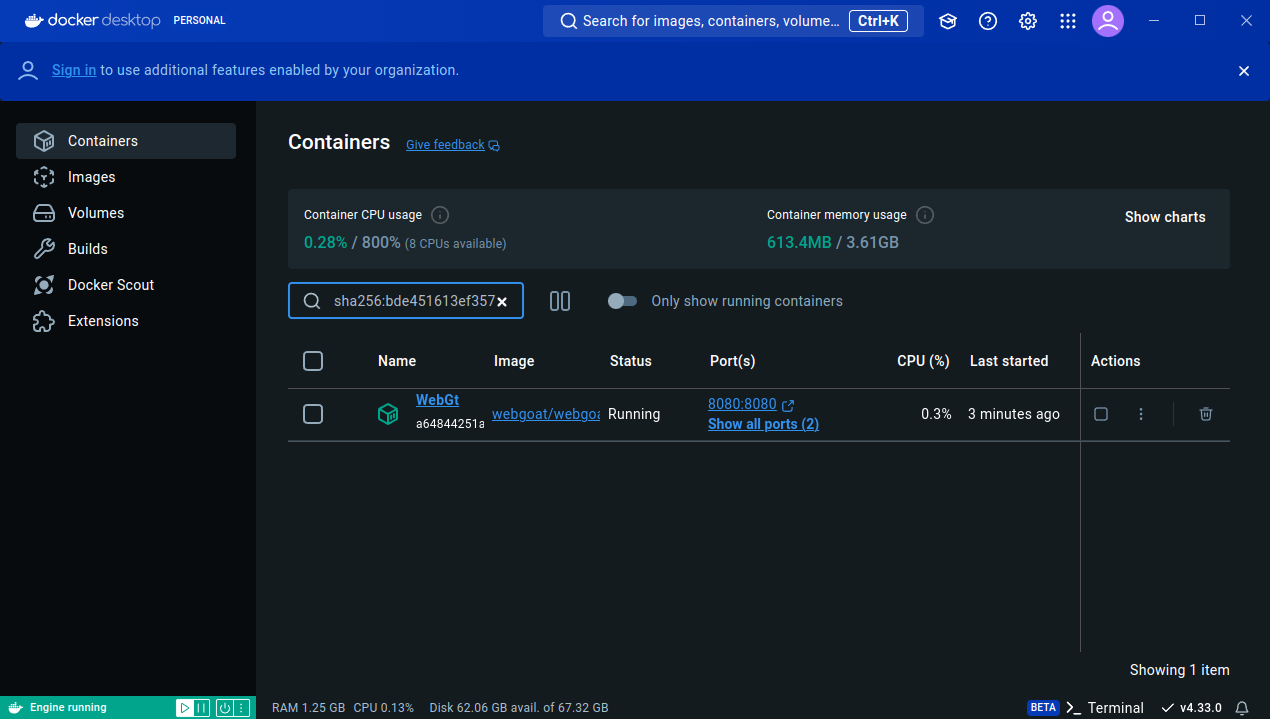 docker desktop PERSONAL
Search for images, containers, volume... Ctrl+K
Sign in to use additional features enabled by your organization.
Containers
Images
Volumes
Builds
Docker Scout
Extensions
Containers Give feedback
Container CPU usage
0.28% / 800% (8 CPUs available)
Container memory usage
613.4MB / 3.61GB
Show charts
sha256:bde451613ef357
Only show running containers
Name Image Status Port(s) CPU (%) Last started Actions
WebGt
a64844251a
webgoat/webgoa
Running
8080:8080
Show all ports (2)
0.3%
3 minutes ago
Showing 1 item
Engine running
RAM 1.25 GB CPU 0.13% Disk 62.06 GB avail. of 67.32 GB
BETA >_ Terminal v4.33.0